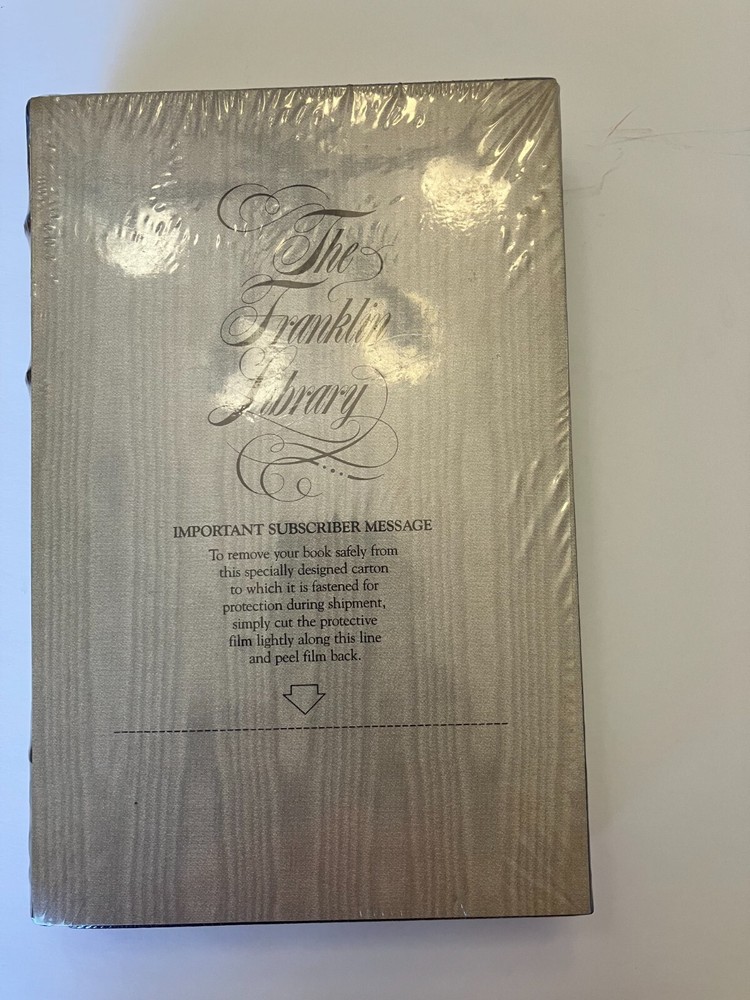 The
Franklin
Library
IMPORTANT SUBSCRIBER MESSAGE
To remove your book safely from
this specially designed carton
to which it is fastened for
protection during shipment,
simply cut the protective
film lightly along this line
and peel film back.